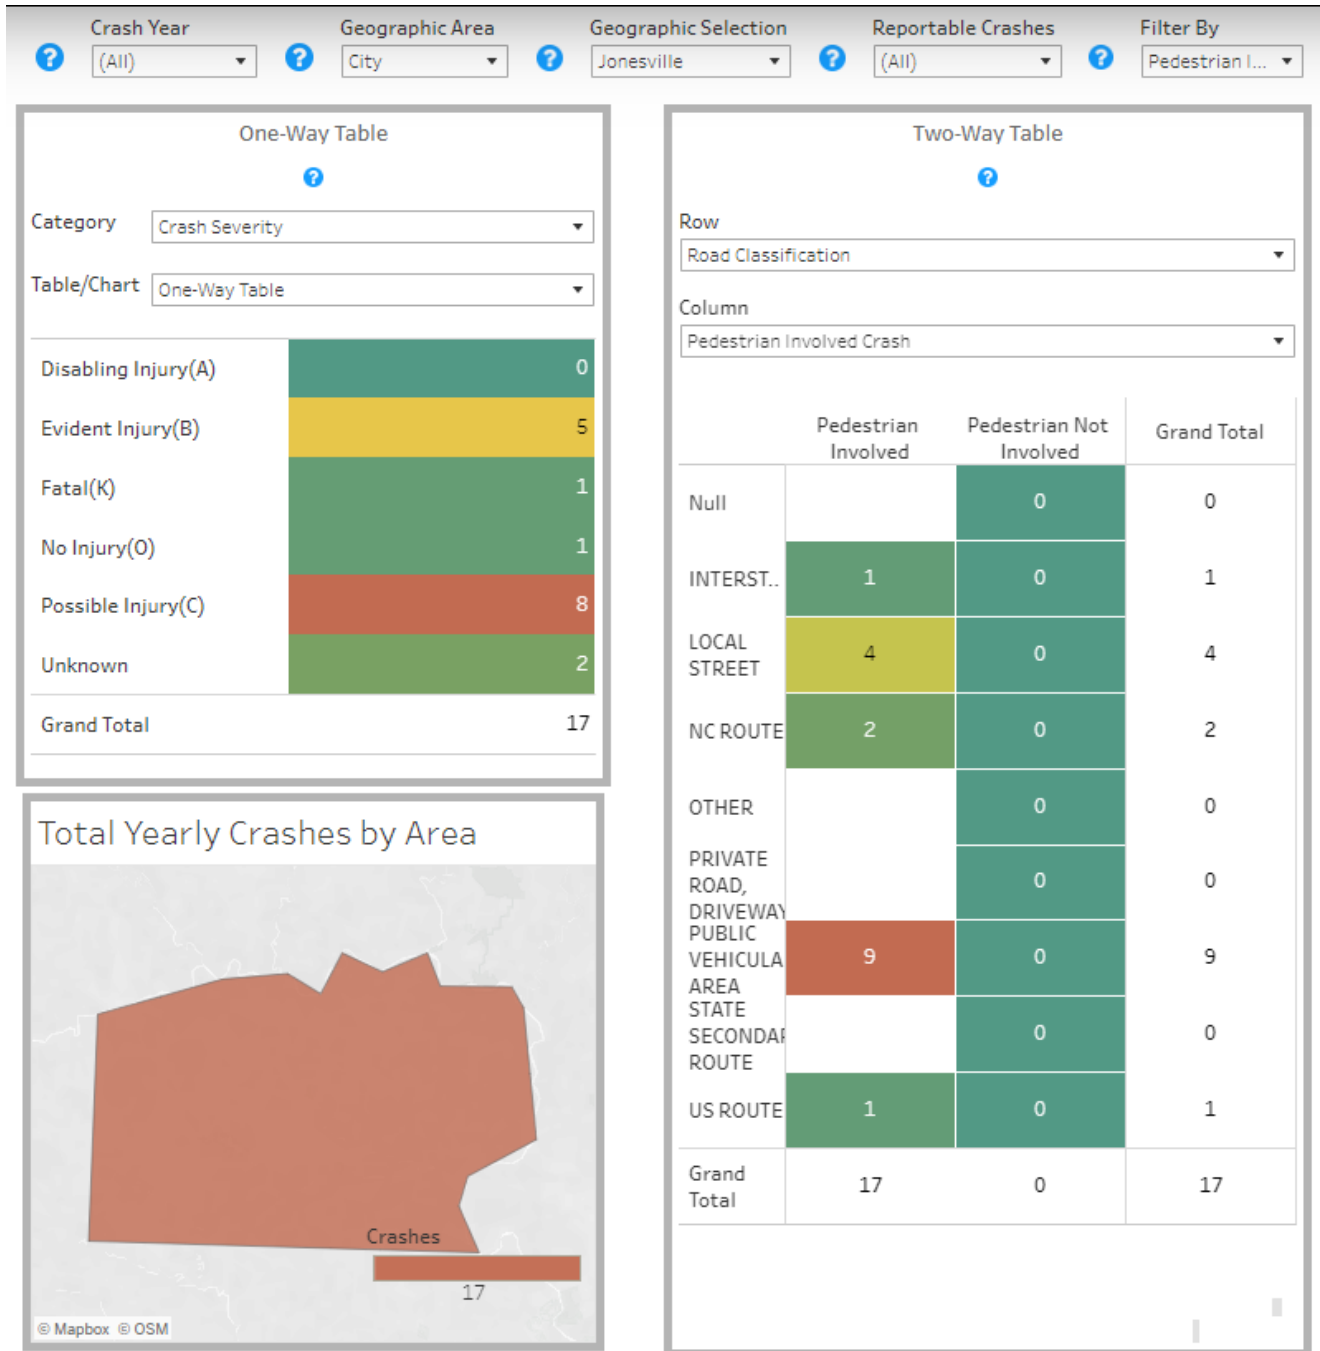 Crash Year
Geographic Area
Geographic Selection
Reportable Crashes
Filter By
? (All)
? City
? Jonesville
? (All)
? Pedestrian I...
One-Way Table
?
Category Crash Severity
Table/Chart One-Way Table
Disabling Injury(A) 0
Evident Injury(B) 5
Fatal(K) 1
No Injury(O) 1
Possible Injury(C) 8
Unknown 2
Grand Total 17
Total Yearly Crashes by Area
Crashes
17
© Mapbox © OSM
Two-Way Table
?
Row
Road Classification
Column
Pedestrian Involved Crash
Pedestrian Involved
Pedestrian Not Involved
Grand Total
Null 0 0
INTERST.. 1 0 1
LOCAL
STREET 4 0 4
NC ROUTE 2 0 2
OTHER 0 0
PRIVATE
ROAD, 0 0
DRIVEWAY
PUBLIC
VEHICULA 9 0 9
AREA
STATE
SECONDAR 0 0
ROUTE
US ROUTE 1 0 1
Grand
Total 17 0 17